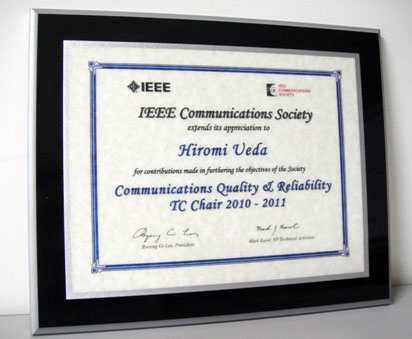 IEEE
IEEE
COMMUNICATIONS
SOCIETY
IEEE Communications Society
extends its appreciation to
Hiromi Ueda
for contributions made in furthering the objectives of the Society
Communications Quality & Reliability
TC Chair 2010 - 2011
Byeong Gi Lee, President
Mark Karol, VP Technical Activities